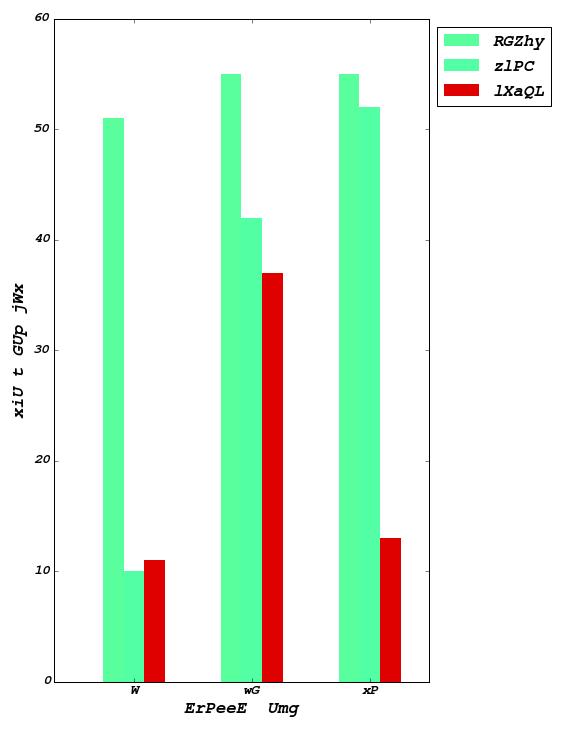 60
50
40
30
20
10
0
xiU t GUp jWx
W wG xP
ErPeeE Umg
RGZhy
zlPC
lXaQL